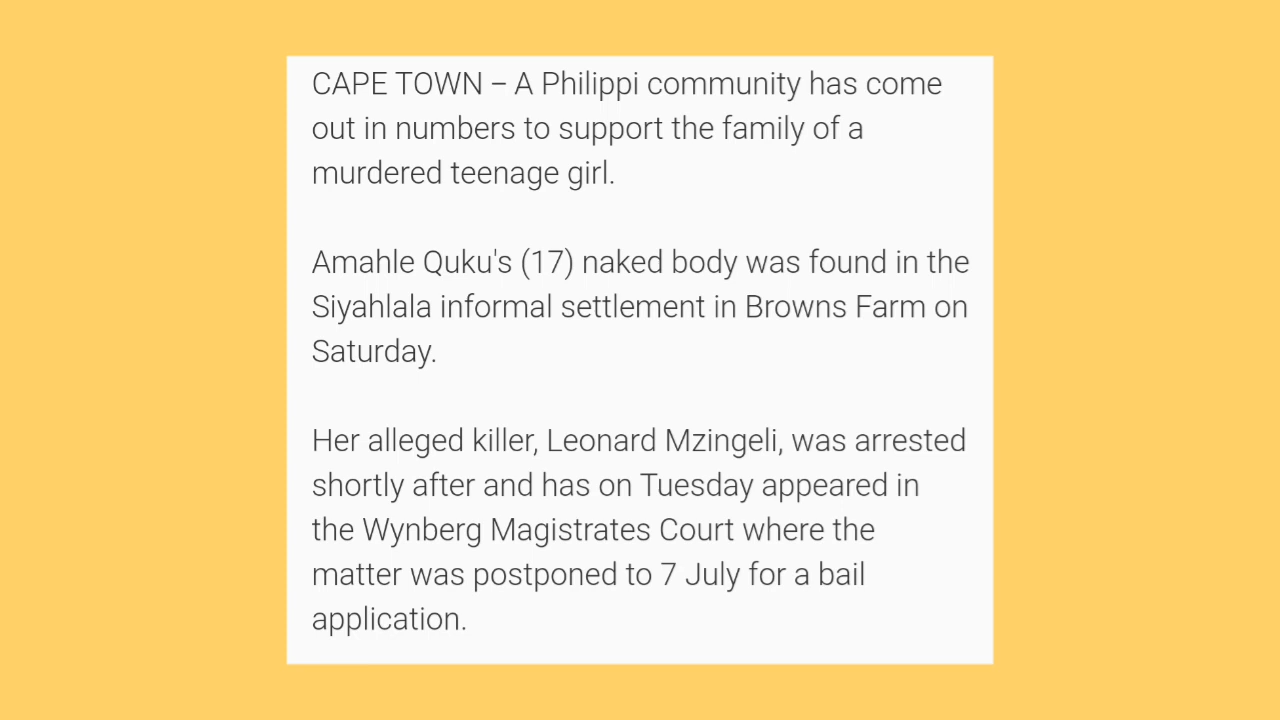 CAPE TOWN – A Philippi community has come
out in numbers to support the family of a
murdered teenage girl.
Amahle Quku's (17) naked body was found in the
Siyahlala informal settlement in Browns Farm on
Saturday.
Her alleged killer, Leonard Mzingeli, was arrested
shortly after and has on Tuesday appeared in
the Wynberg Magistrates Court where the
matter was postponed to 7 July for a bail
application.